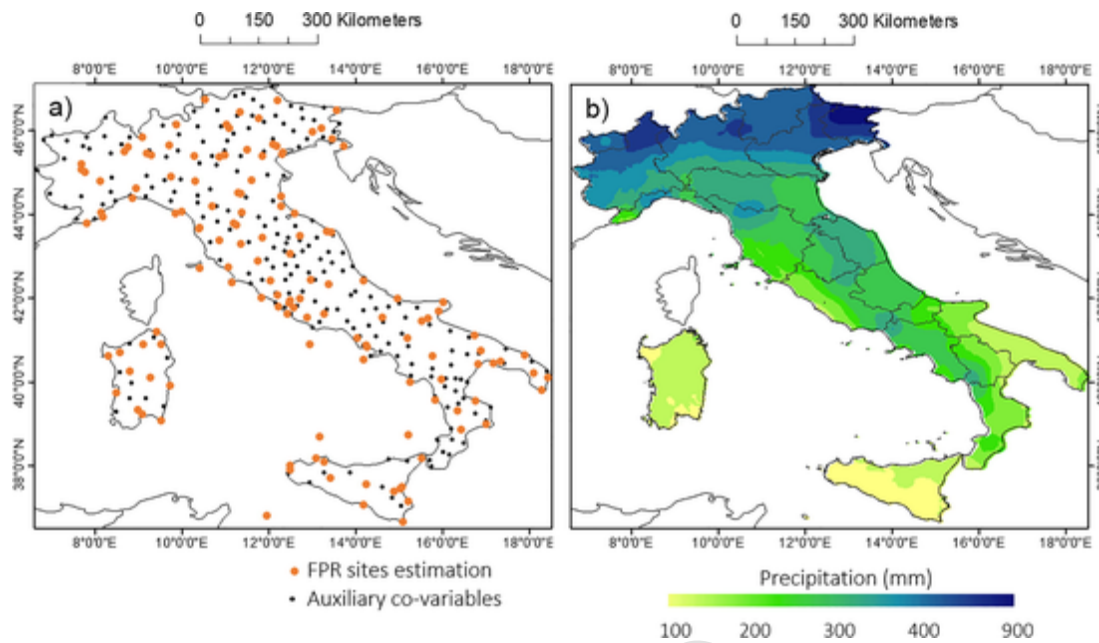 0 150 300 Kilometers
0 150 300 Kilometers
8°0'0"E 10°0'0"E 12°0'0"E 14°0'0"E 16°0'0"E 18°0'0"E
8°0'0"E 10°0'0"E 12°0'0"E 14°0'0"E 16°0'0"E 18°0'0"E
a)
b)
46°0'0"N
44°0'0"N
42°0'0"N
40°0'0"N
38°0'0"N
8°0'0"E 10°0'0"E 12°0'0"E 14°0'0"E 16°0'0"E 18°0'0"E
8°0'0"E 10°0'0"E 12°0'0"E 14°0'0"E 16°0'0"E 18°0'0"E
FPR sites estimation
Auxiliary co-variables
Precipitation (mm)
100 200 300 400 900